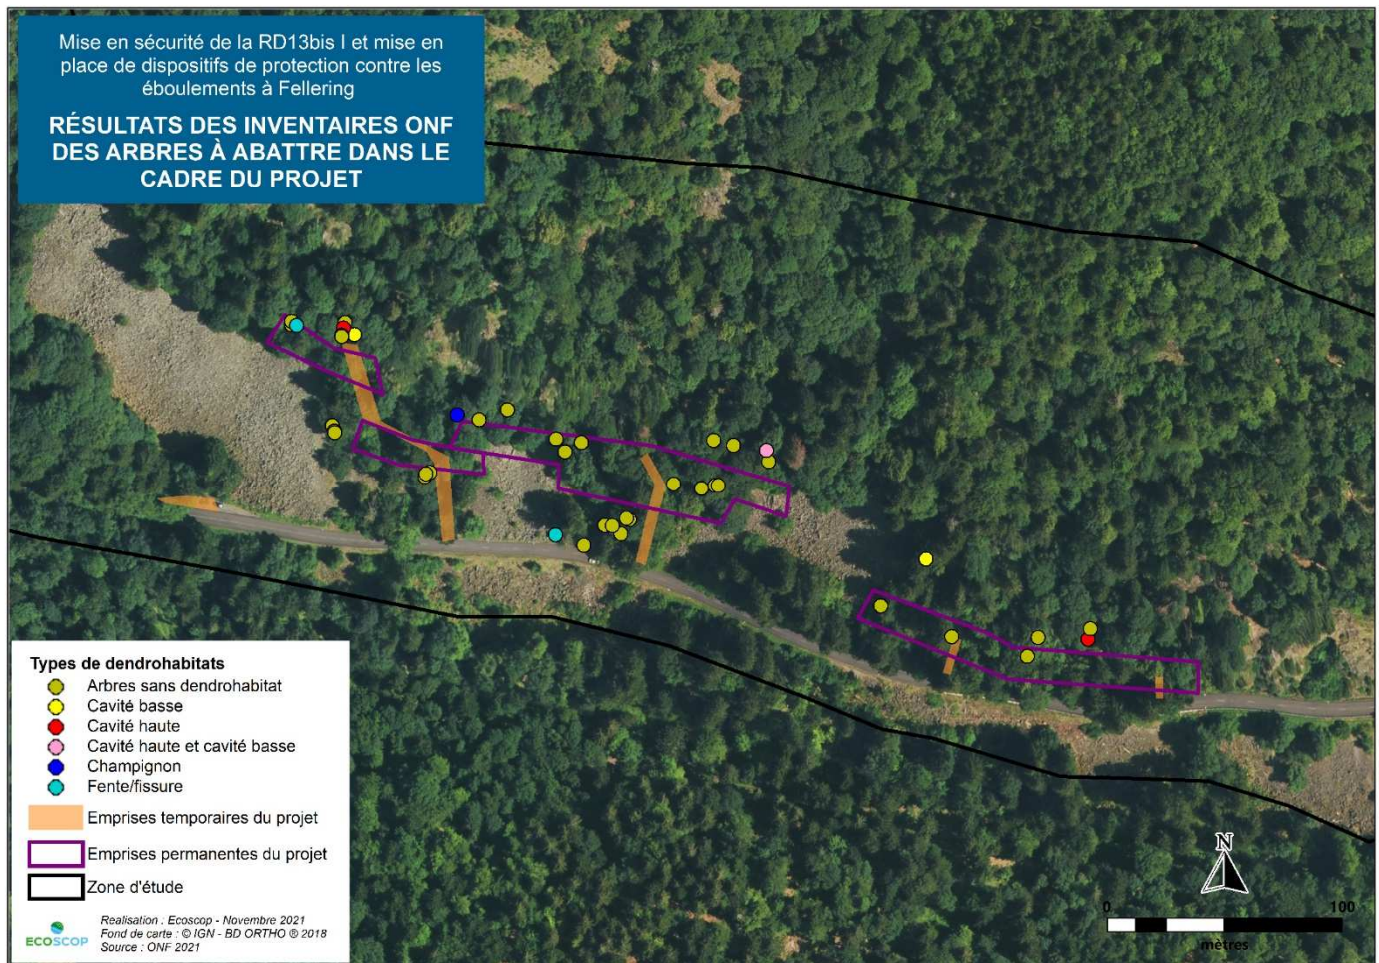 Mise en sécurité de la RD13bis I et mise en
place de dispositifs de protection contre les
éboulements à Fellering
RÉSULTATS DES INVENTAIRES ONF
DES ARBRES À ABATTRE DANS LE
CADRE DU PROJET
Types de dendrohabitats
Arbres sans dendrohabitat
Cavité basse
Cavité haute
Cavité haute et cavité basse
Champignon
Fente/fissure
Emprises temporaires du projet
Emprises permanentes du projet
Zone d'étude
ECOSCOP
Realisation : Ecoscop - Novembre 2021
Fond de carte : © IGN - BD ORTHO ® 2018
Source : ONF 2021
N
0 100
mètres